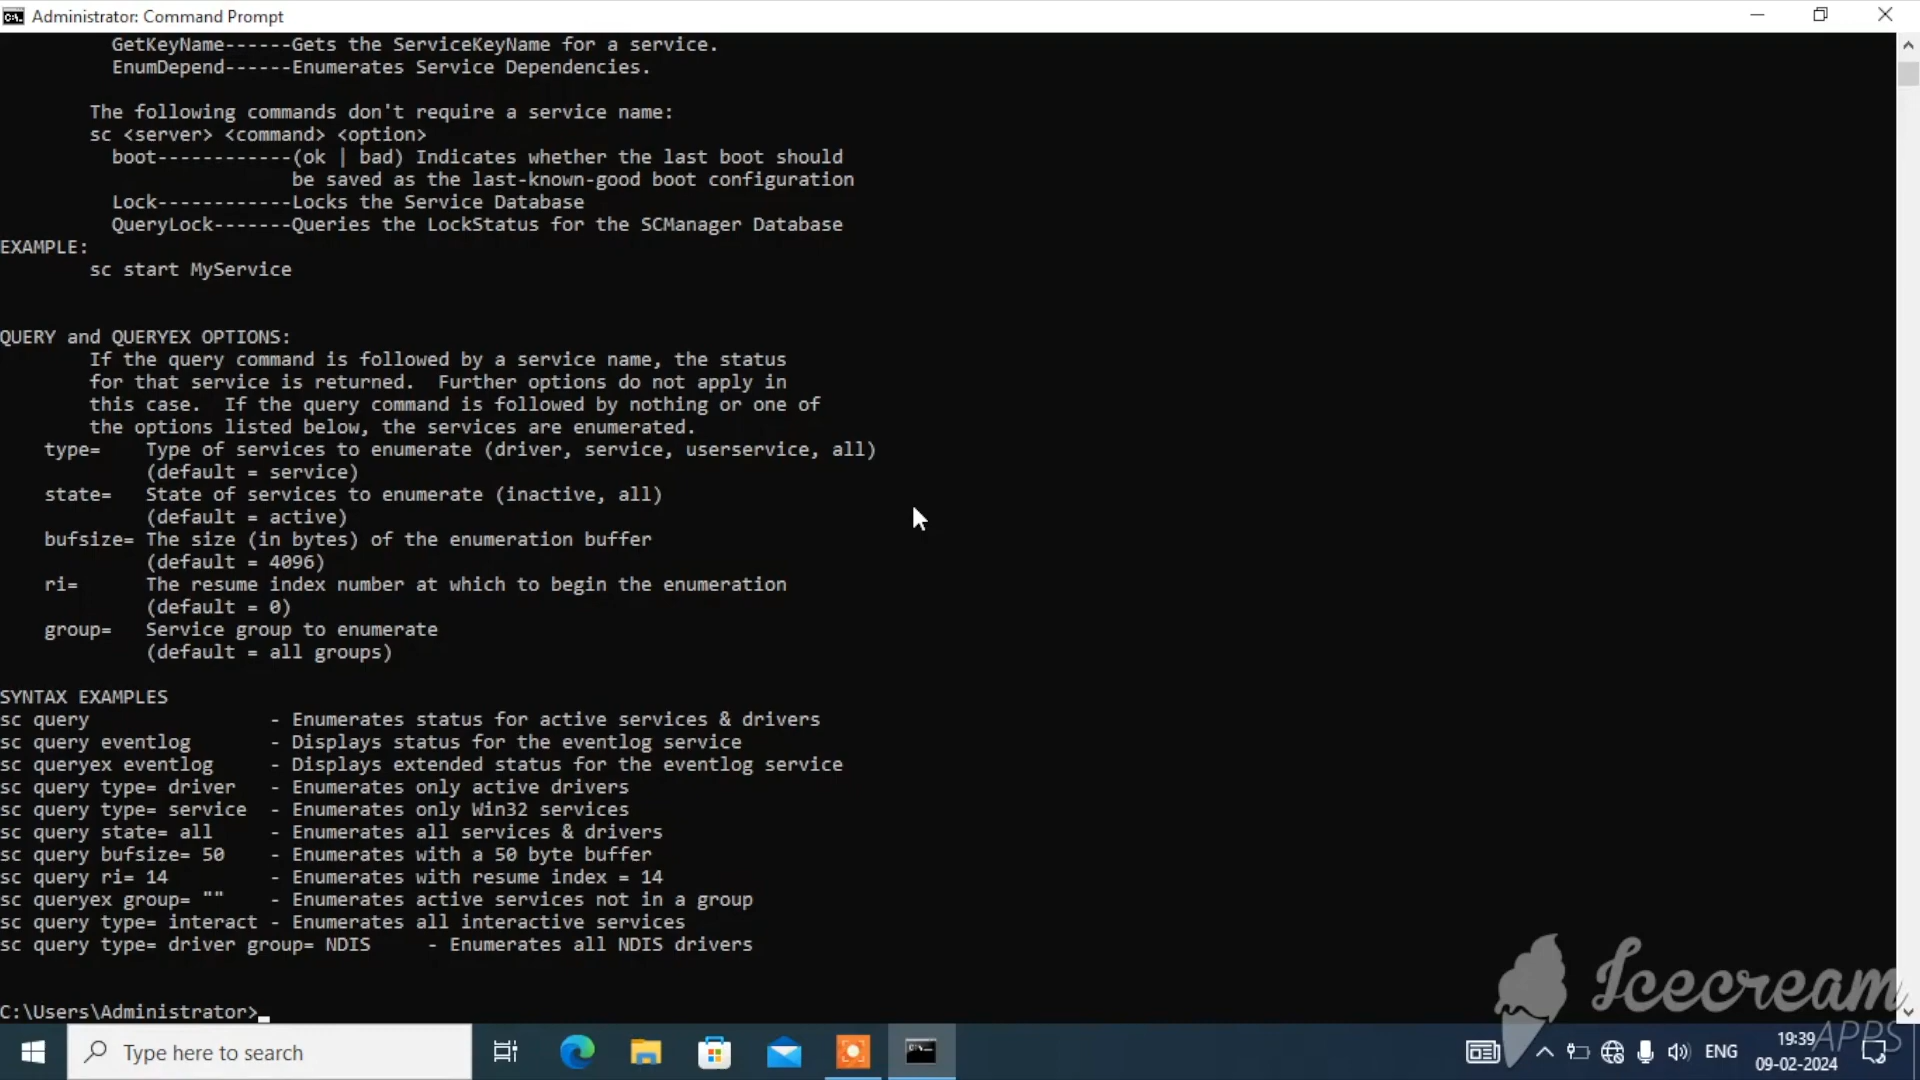 Administrator: Command Prompt
GetKeyName------Gets the ServiceKeyName for a service.
EnumDepend------Enumerates Service Dependencies.
The following commands don't require a service name:
sc <server> <command> <option>
boot------------(ok | bad) Indicates whether the last boot should
be saved as the last-known-good boot configuration
Lock------------Locks the Service Database
QueryLock-------Queries the LockStatus for the SCManager Database
EXAMPLE:
sc start MyService
QUERY and QUERYEX OPTIONS:
If the query command is followed by a service name, the status
for that service is returned.  Further options do not apply in
this case.  If the query command is followed by nothing or one of
the options listed below, the services are enumerated.
type=    Type of services to enumerate (driver, service, userservice, all)
(default = service)
state=   State of services to enumerate (inactive, all)
(default = active)
bufsize= The size (in bytes) of the enumeration buffer
(default = 4096)
ri=      The resume index number at which to begin the enumeration
(default = 0)
group=   Service group to enumerate
(default = all groups)
SYNTAX EXAMPLES
sc query                - Enumerates status for active services & drivers
sc query eventlog       - Displays status for the eventlog service
sc queryex eventlog     - Displays extended status for the eventlog service
sc query type= driver   - Enumerates only active drivers
sc query type= service  - Enumerates only Win32 services
sc query state= all     - Enumerates all services & drivers
sc query bufsize= 50    - Enumerates with a 50 byte buffer
sc query ri= 14         - Enumerates with resume index = 14
sc queryex group= ""    - Enumerates active services not in a group
sc query type= interact - Enumerates all interactive services
sc query type= driver group= NDIS     - Enumerates all NDIS drivers
C:\Users\Administrator>_
Icecream
APPS
Type here to search
ENG
19:39
09-02-2024